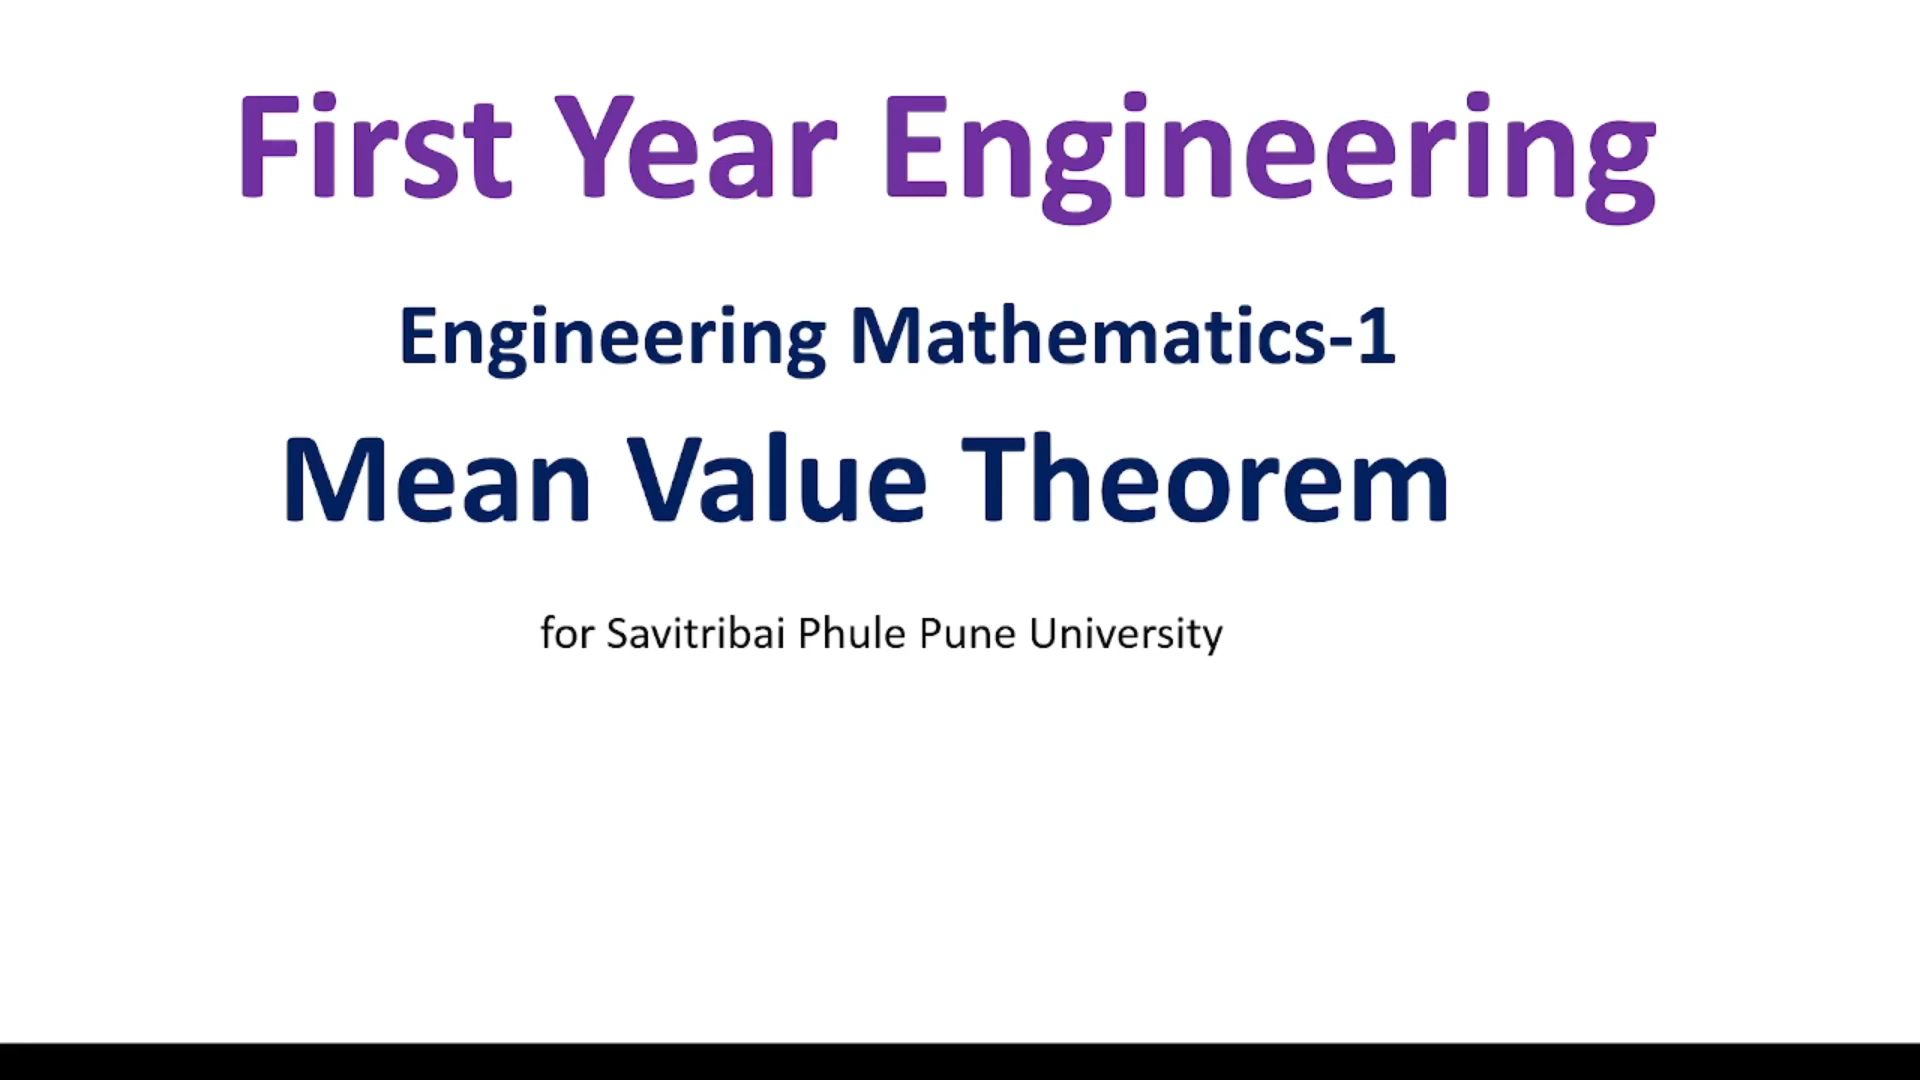 First Year Engineering
Engineering Mathematics-1
Mean Value Theorem
for Savitribai Phule Pune University